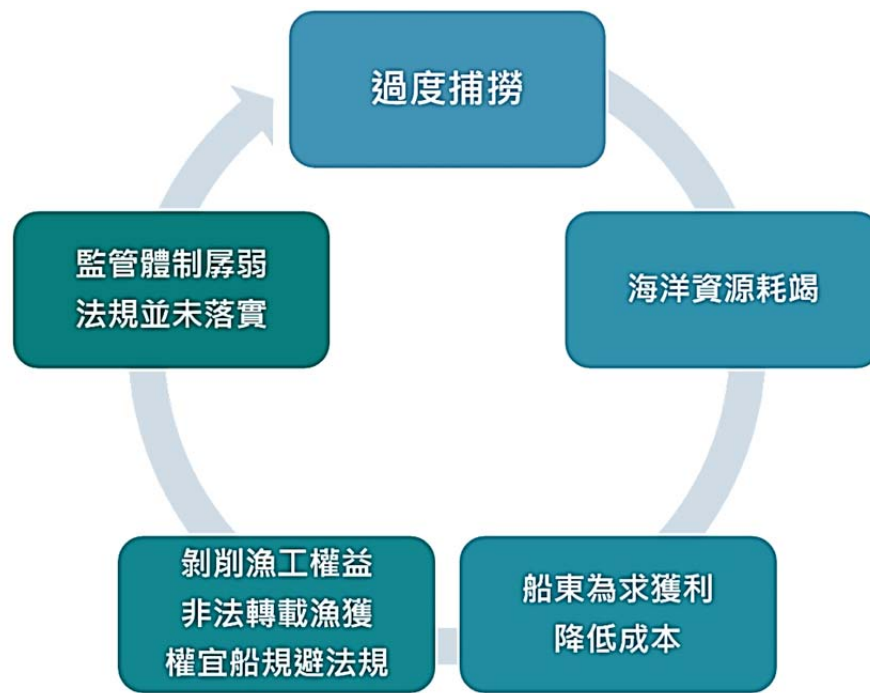 過度捕撈
海洋資源耗竭
船東為求獲利
降低成本
剝削漁工權益
非法轉載漁獲
權宜船規避法規
監管體制孱弱
法規並未落實